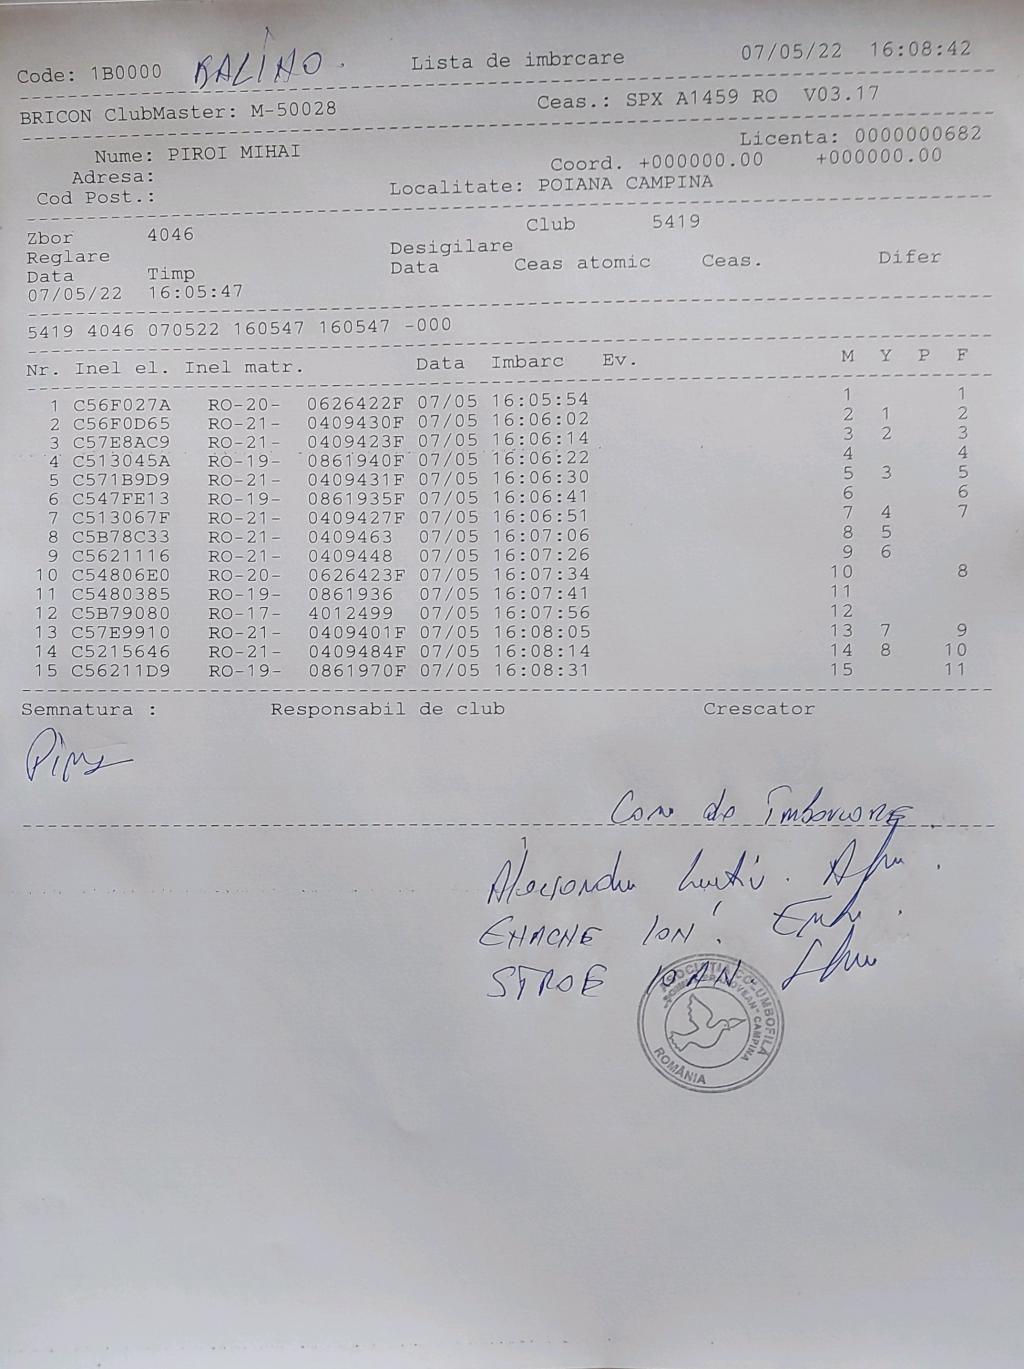 Code: 1B0000 BALINO. Lista de imbrcare 07/05/22 16:08:42
BRICON ClubMaster: M-50028 Ceas.: SPX A1459 RO V03.17
Licenta: 0000000682
Nume: PIROI MIHAI Coord. +000000.00 +000000.00
Adresa:
Cod Post.: Localitate: POIANA CAMPINA
Zbor 4046 Club 5419
Reglare Desigilare
Data Timp Data Ceas atomic Ceas. Difer
07/05/22 16:05:47
5419 4046 070522 160547 160547 -000
Nr. Inel el. Inel matr. Data Imbarc Ev. M Y P F
1 C56F027A RO-20- 0626422F 07/05 16:05:54 1 1
2 C56F0D65 RO-21- 0409430F 07/05 16:06:02 2 1 2
3 C57E8AC9 RO-21- 0409423F 07/05 16:06:14 3 2 3
4 C513045A RO-19- 0861940F 07/05 16:06:22 4 4
5 C571B9D9 RO-21- 0409431F 07/05 16:06:30 5 3 5
6 C547FE13 RO-19- 0861935F 07/05 16:06:41 6 6
7 C513067F RO-21- 0409427F 07/05 16:06:51 7 4 7
8 C5B78C33 RO-21- 0409463 07/05 16:07:06 8 5
9 C5621116 RO-21- 0409448 07/05 16:07:26 9 6
10 C54806E0 RO-20- 0626423F 07/05 16:07:34 10 8
11 C5480385 RO-19- 0861936 07/05 16:07:41 11
12 C5B79080 RO-17- 4012499 07/05 16:07:56 12
13 C57E9910 RO-21- 0409401F 07/05 16:08:05 13 7 9
14 C5215646 RO-21- 0409484F 07/05 16:08:14 14 8 10
15 C56211D9 RO-19- 0861970F 07/05 16:08:31 15 11
Semnatura : Responsabil de club Crescator
1
ENACHE ION
STROE IOAN
ASOCIATIA COLUMBOFILA
CAMPINA
ROMÂNIA